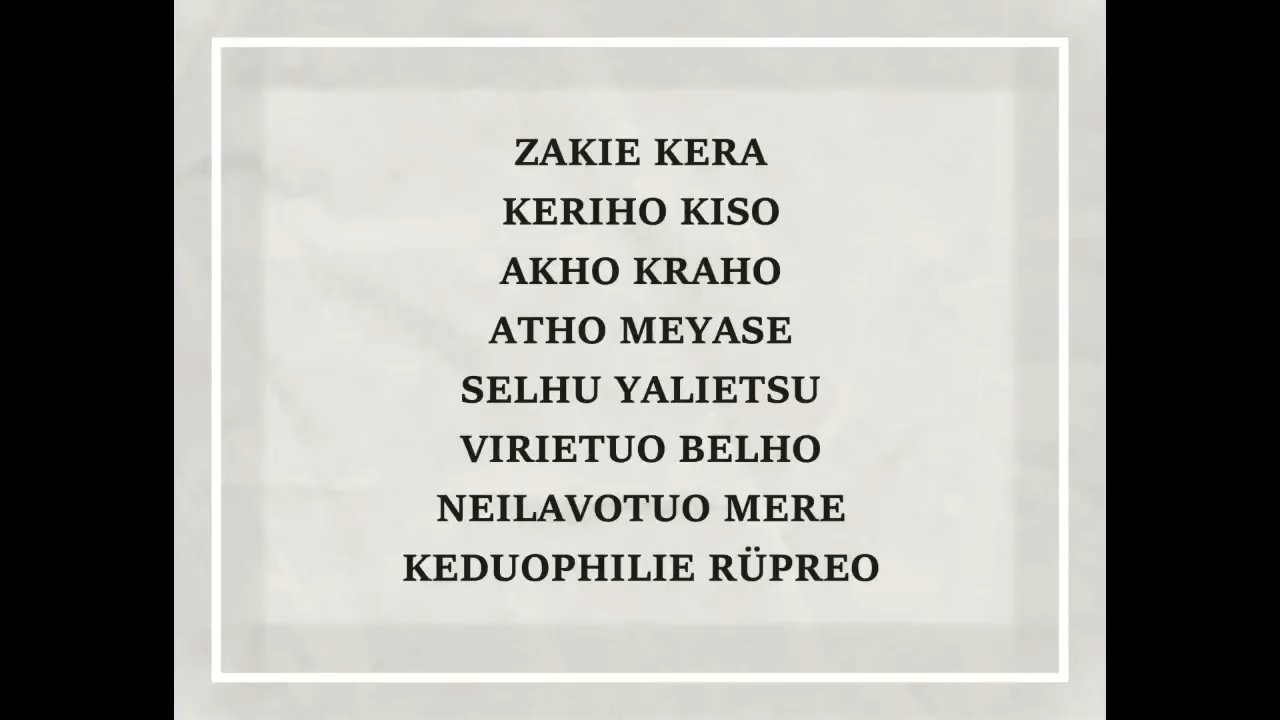 ZAKIE KERA
KERIHO KISO
AKHO KRAHO
ATHO MEYASE
SELHU YALIETSU
VIRIETUO BELHO
NEILAVOTUO MERE
KEDUOPHILIE RÜPREO